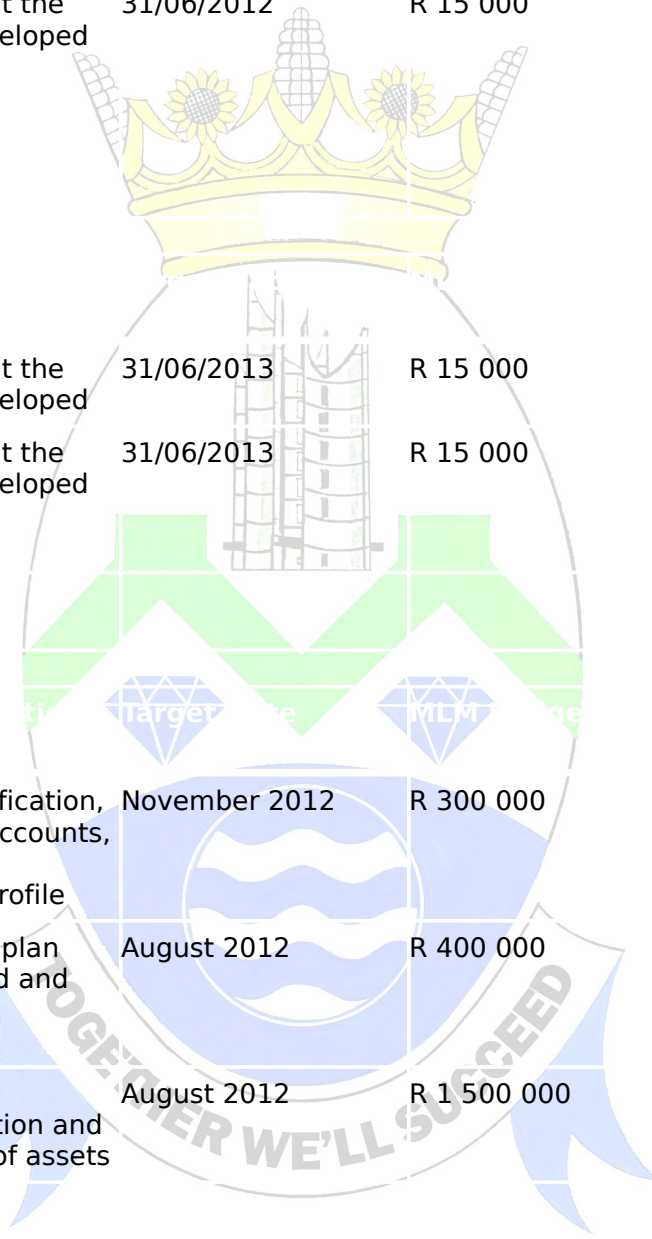 t the 31/06/2012 R 15 000
eloped
t the 31/06/2013 R 15 000
eloped
t the 31/06/2013 R 15 000
eloped
Target MLM
fication, November 2012 R 300 000
ccounts,
rofile
plan August 2012 R 400 000
d and
August 2012 R 1 500 000
tion and
of assets
TOGETHER WE'LL SUCCEED